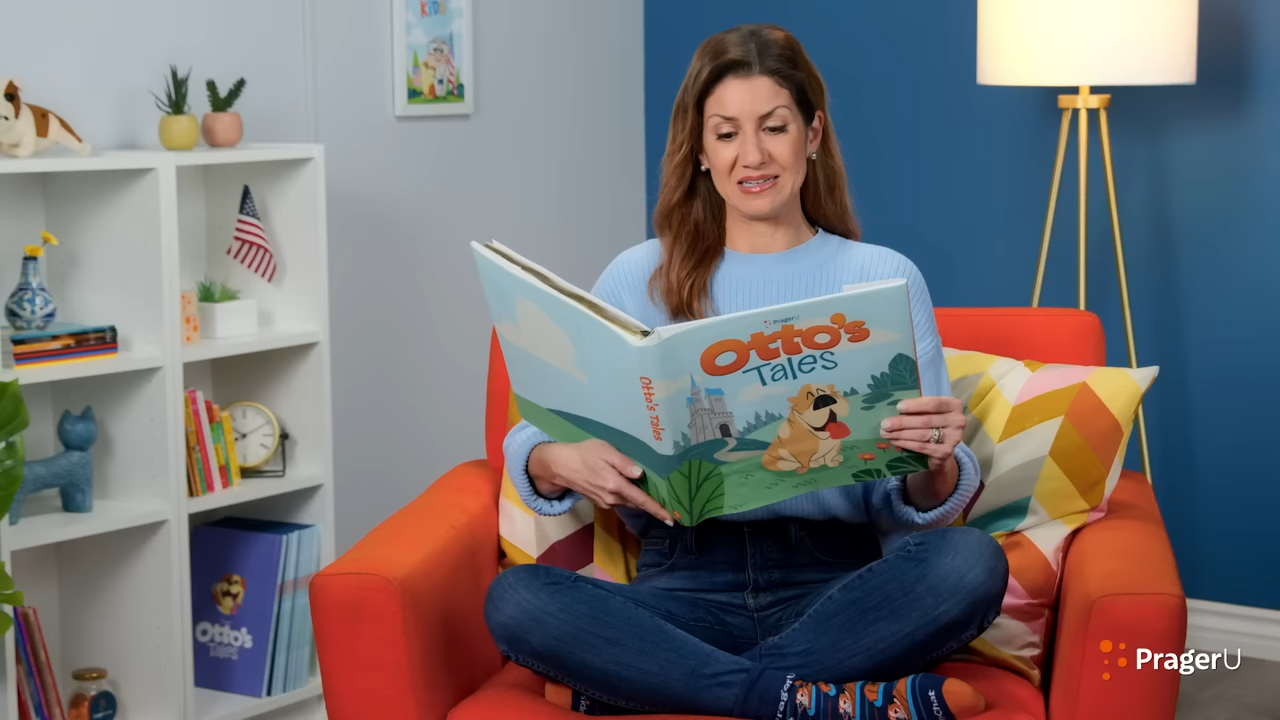 KIDS
PragerU
Otto's
Tales
Otto's Tales
Otto's
Tales
PragerU